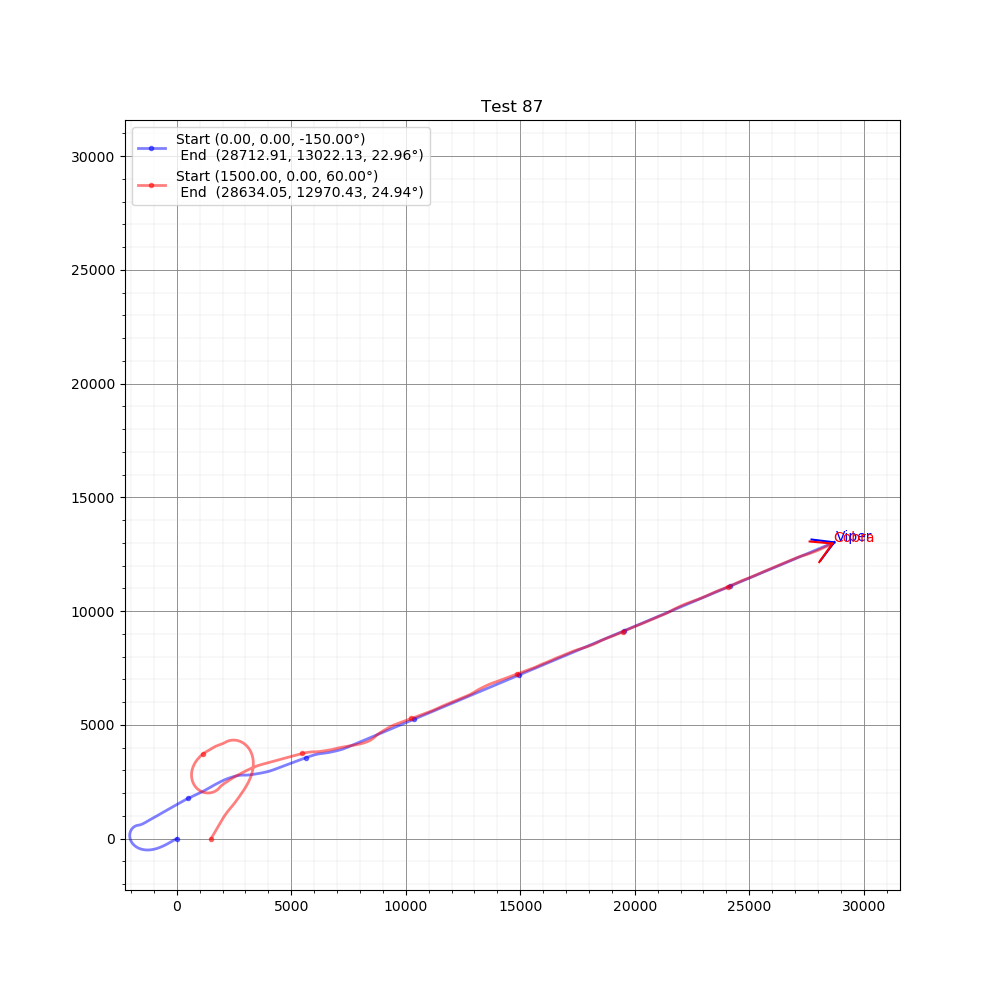 Test 87
Start (0.00, 0.00, -150.00°)
End (28712.91, 13022.13, 22.96°)
Start (1500.00, 0.00, 60.00°)
End (28634.05, 12970.43, 24.94°)
30000
25000
20000
15000
10000
5000
0
Viper
Cobra
0 5000 10000 15000 20000 25000 30000